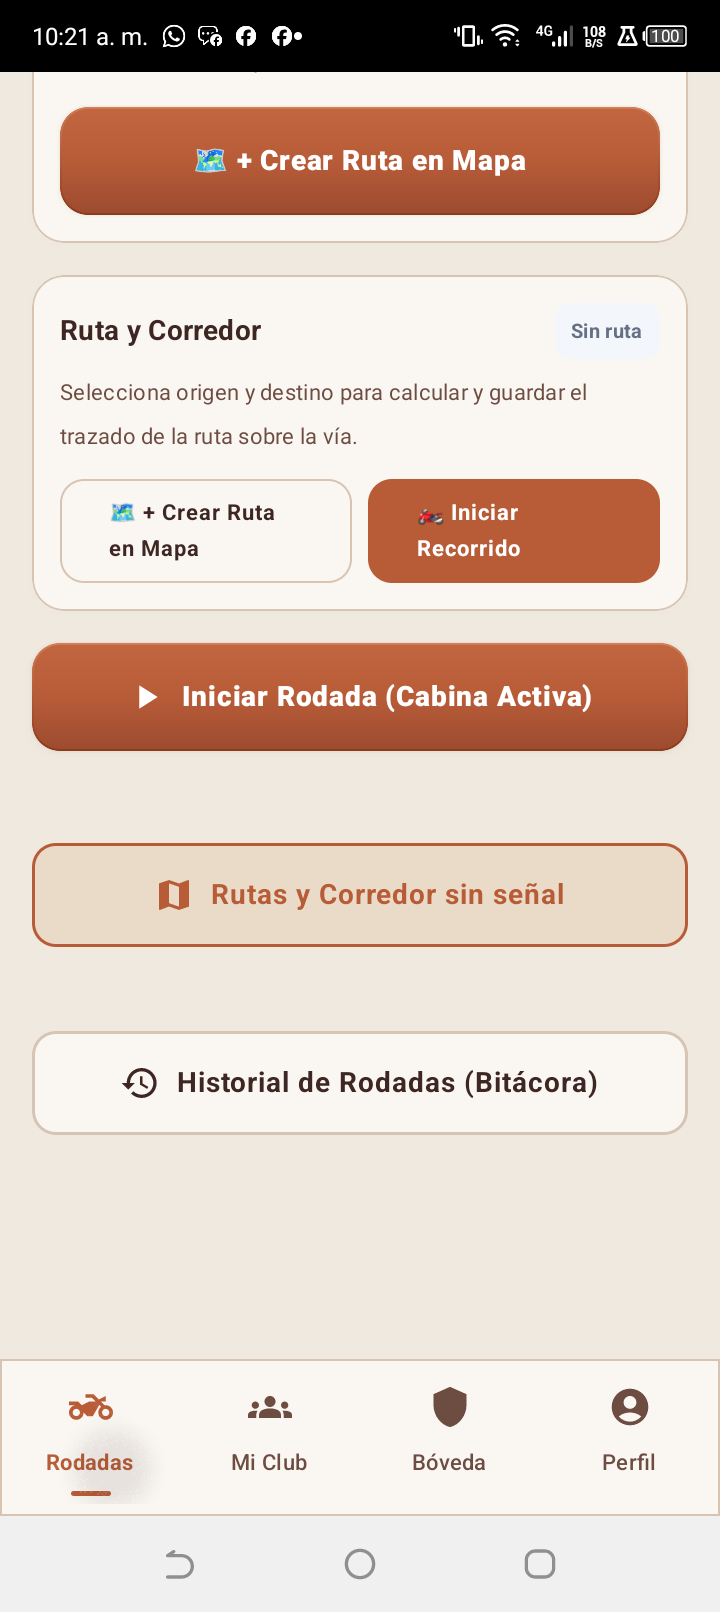 10:21 a. m.
4G
108
B/S
100
+ Crear Ruta en Mapa
Ruta y Corredor
Sin ruta
Selecciona origen y destino para calcular y guardar el
trazado de la ruta sobre la vía.
+ Crear Ruta
en Mapa
Iniciar
Recorrido
Iniciar Rodada (Cabina Activa)
Rutas y Corredor sin señal
Historial de Rodadas (Bitácora)
Rodadas
Mi Club
Bóveda
Perfil